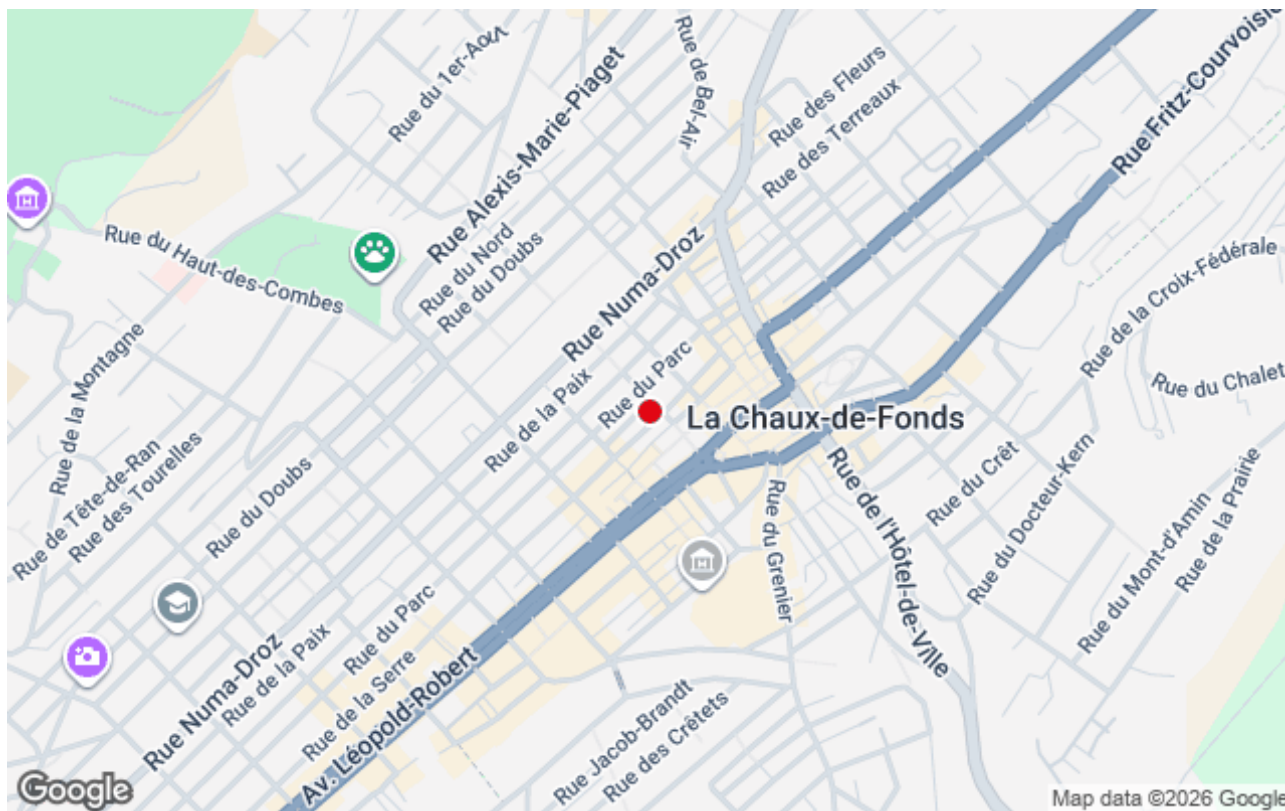 Rue du 1er-Août
Rue Alexis-Marie-Piaget
Rue de Bel-Air
Rue des Fleurs
Rue des Terreaux
Rue Fritz-Courvoisie
Rue du Haut-des-Combes
Rue du Nord
Rue du Doubs
Rue Numa-Droz
Rue de la Croix-Fédérale
Rue de la Montagne
Rue du Parc
Rue de la Paix
Rue du Chalet
La Chaux-de-Fonds
Rue de Tête-de-Ran
Rue des Tourelles
Rue du Doubs
Rue du Grenier
Rue de l'Hôtel-de-Ville
Rue du Crêt
Rue du Docteur-Kern
Rue du Mont-d'Amin
Rue de la Prairie
Rue Numa-Droz
Rue de la Paix
Rue du Parc
Rue de la Serre
Av. Léopold-Robert
Rue Jacob-Brandt
Rue des Crêtets
Google
Map data ©2026 Google